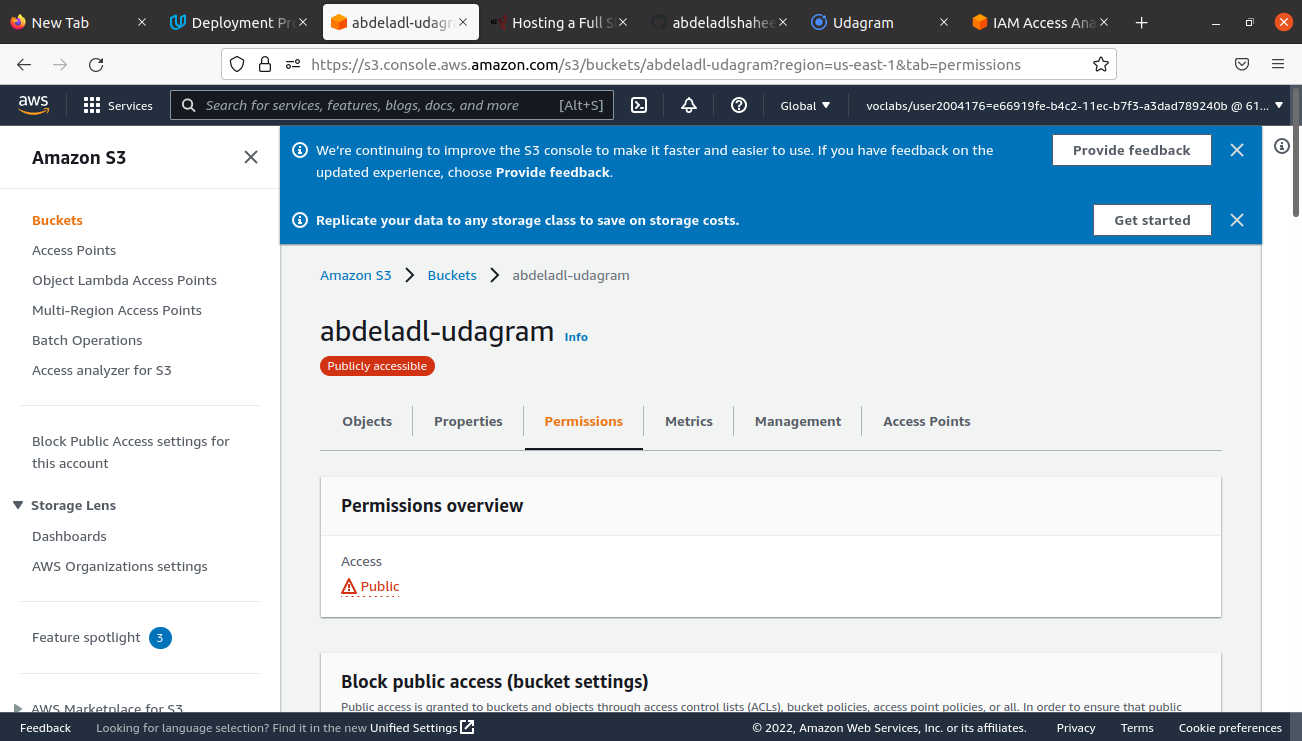 New Tab
Deployment Pr
abdeladl-udagr
Hosting a Full S
abdeladlshahee
Udagram
IAM Access Ana
https://s3.console.aws.amazon.com/s3/buckets/abdeladl-udagram?region=us-east-1&tab=permissions
aws
Services
Search for services, features, blogs, docs, and more
[Alt+S]
Global
voclabs/user2004176=e66919fe-b4c2-11ec-b7f3-a3dad789240b @ 61...
Amazon S3
Buckets
Access Points
Object Lambda Access Points
Multi-Region Access Points
Batch Operations
Access analyzer for S3
Block Public Access settings for
this account
Storage Lens
Dashboards
AWS Organizations settings
Feature spotlight 3
AWS Marketplace for S3
We're continuing to improve the S3 console to make it faster and easier to use. If you have feedback on the
updated experience, choose Provide feedback.
Provide feedback
Replicate your data to any storage class to save on storage costs.
Get started
Amazon S3
Buckets
abdeladl-udagram
abdeladl-udagram Info
Publicly accessible
Objects
Properties
Permissions
Metrics
Management
Access Points
Permissions overview
Access
Public
Block public access (bucket settings)
Public access is granted to buckets and objects through access control lists (ACLs), bucket policies, access point policies, or all. In order to ensure that public
Feedback
Looking for language selection? Find it in the new Unified Settings
© 2022, Amazon Web Services, Inc. or its affiliates.
Privacy
Terms
Cookie preferences